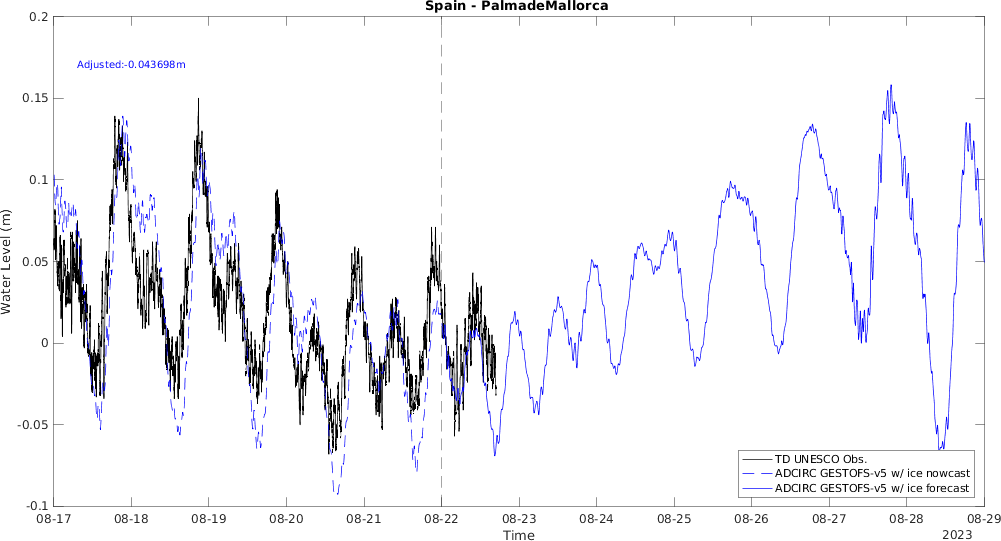 Spain - PalmadeMallorca
Adjusted:-0.043698m
Water Level (m)
0.2
0.15
0.1
0.05
0
-0.05
-0.1
TD UNESCO Obs.
ADCIRC GESTOFS-v5 w/ ice nowcast
ADCIRC GESTOFS-v5 w/ ice forecast
08-17 08-18 08-19 08-20 08-21 08-22 08-23 08-24 08-25 08-26 08-27 08-28 08-29
Time
2023